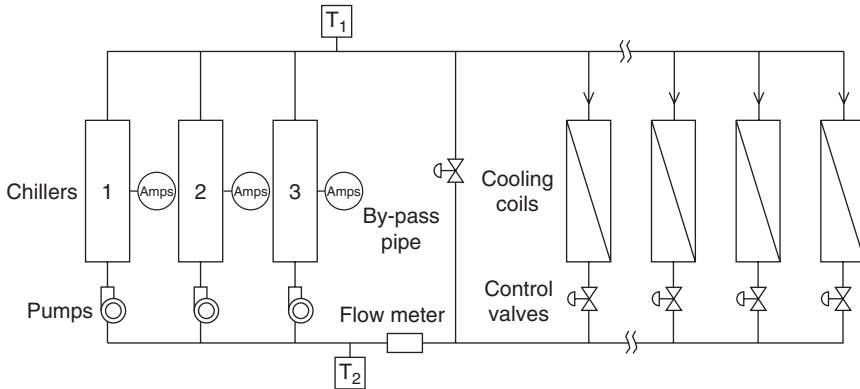 T1
Chillers
1
Amps
2
Amps
3
Amps
By-pass
pipe
Cooling
coils
Pumps
Flow meter
Control
valves
T2